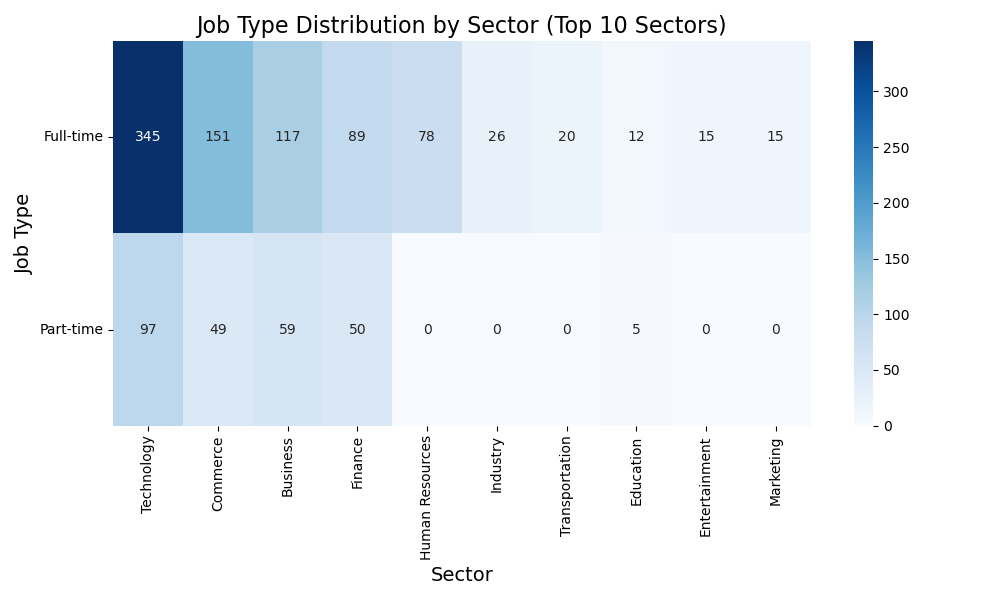 Job Type Distribution by Sector (Top 10 Sectors)
Job Type
Full-time
345 151 117 89 78 26 20 12 15 15
Part-time
97 49 59 50 0 0 0 5 0 0
Technology
Commerce
Business
Finance
Human Resources
Industry
Transportation
Education
Entertainment
Marketing
Sector
300
250
200
150
100
50
0